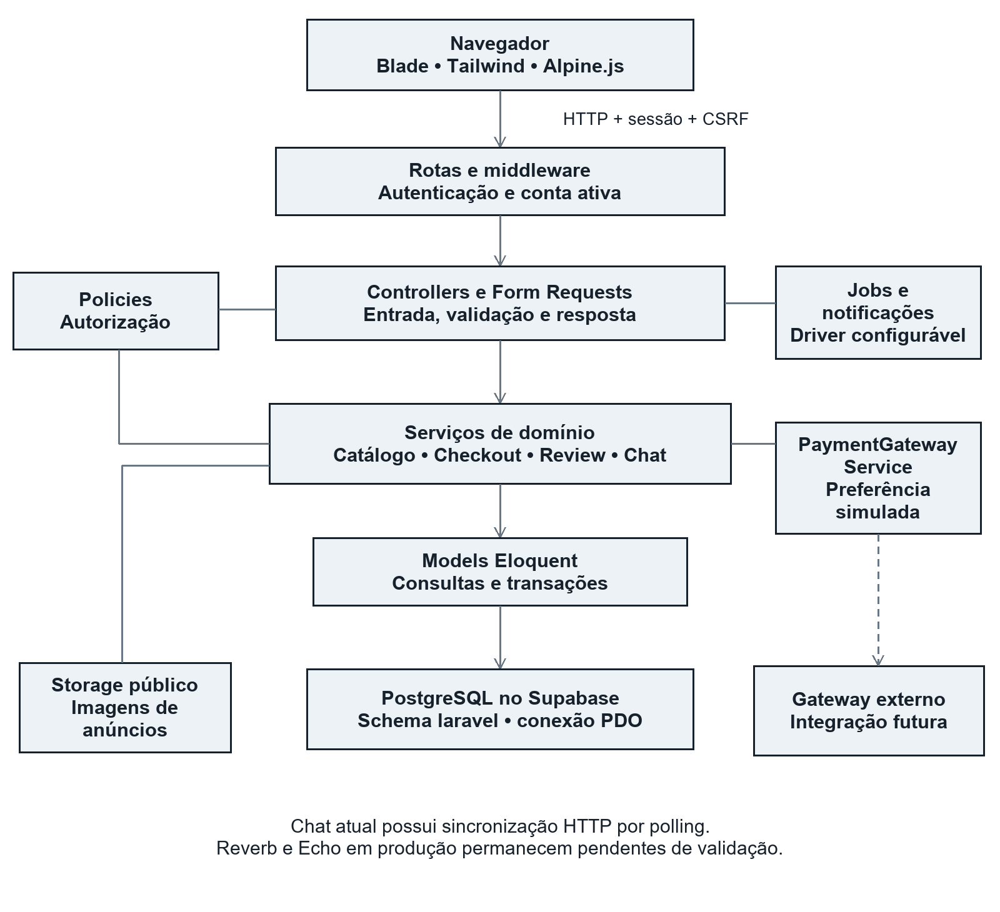 Navegador
Blade • Tailwind • Alpine.js
HTTP + sessão + CSRF
Rotas e middleware
Autenticação e conta ativa
Policies
Autorização
Controllers e Form Requests
Entrada, validação e resposta
Jobs e
notificações
Driver configurável
Serviços de domínio
Catálogo • Checkout • Review • Chat
PaymentGateway
Service
Preferência
simulada
Models Eloquent
Consultas e transações
Storage público
Imagens de
anúncios
PostgreSQL no Supabase
Schema laravel • conexão PDO
Gateway externo
Integração futura
Chat atual possui sincronização HTTP por polling.
Reverb e Echo em produção permanecem pendentes de validação.